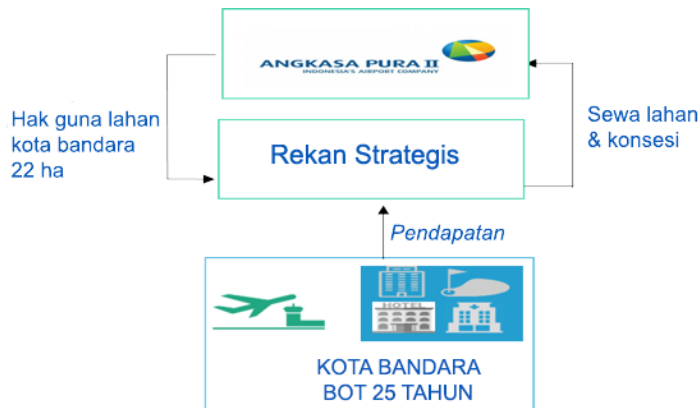 ANGKASA PURA II
INDONESIA'S AIRPORT COMPANY
Hak guna lahan
kota bandara
22 ha
Sewa lahan
& konsesi
Rekan Strategis
Pendapatan
HOTEL
KOTA BANDARA
BOT 25 TAHUN